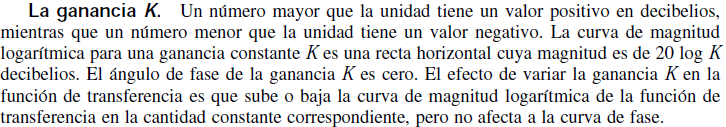 La ganancia K. Un número mayor que la unidad tiene un valor positivo en decibelios,
mientras que un número menor que la unidad tiene un valor negativo. La curva de magnitud
logarítmica para una ganancia constante K es una recta horizontal cuya magnitud es de 20 log K
decibelios. El ángulo de fase de la ganancia K es cero. El efecto de variar la ganancia K en la
función de transferencia es que sube o baja la curva de magnitud logarítmica de la función de
transferencia en la cantidad constante correspondiente, pero no afecta a la curva de fase.